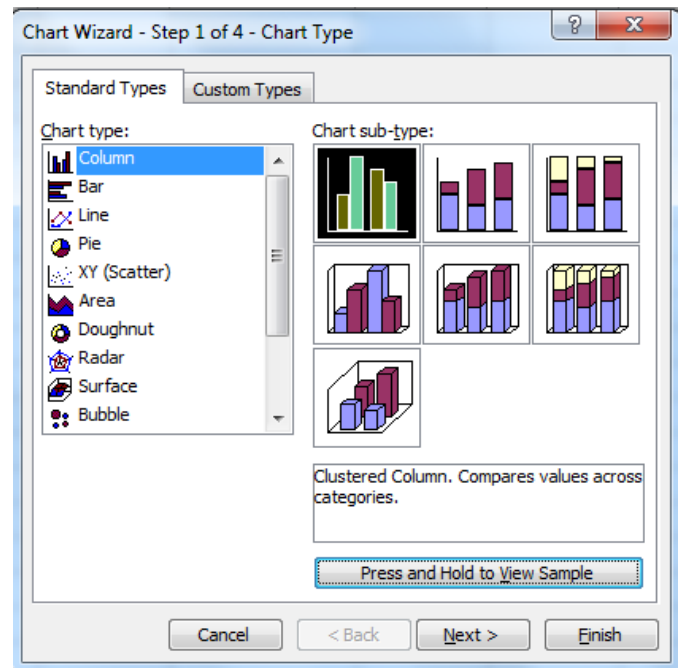 Chart Wizard - Step 1 of 4 - Chart Type
?
X
Standard Types
Custom Types
Chart type:
Column
Bar
Line
Pie
XY (Scatter)
Area
Doughnut
Radar
Surface
Bubble
Chart sub-type:
Clustered Column. Compares values across
categories.
Press and Hold to View Sample
Cancel
< Back
Next >
Finish